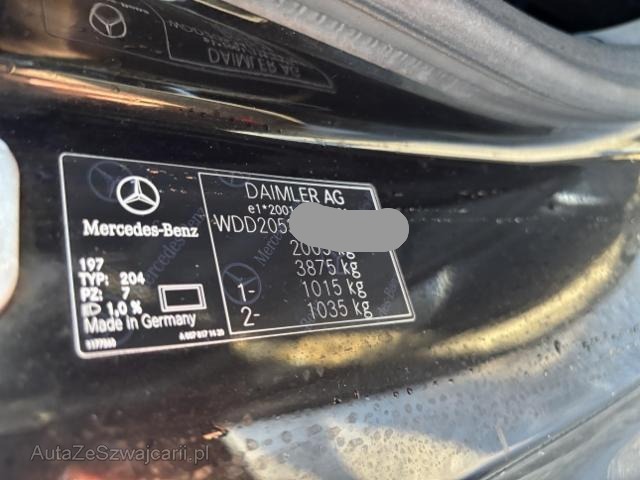 DAIMLER AG
Mercedes-Benz
197
TYP: 204
PZ: 7
1,0 %
Made in Germany
DAIMLER AG
e1*2001
WDD205
kg
3875 kg
1- 1015 kg
2- 1035 kg
AutaZeSzwajcarii.pl